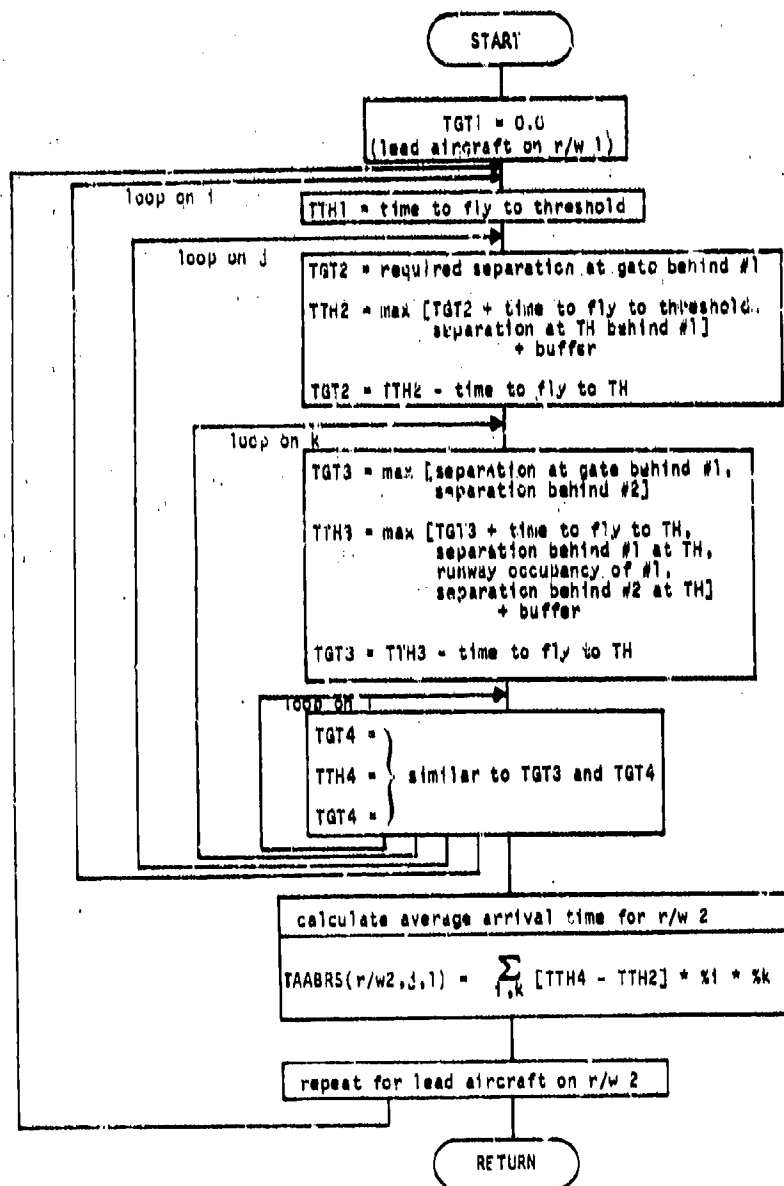 START
TGT1 = 0.0
(lead aircraft on r/w 1)
loop on i
TTH1 = time to fly to threshold
loop on j
TGT2 = required separation at gate behind #1
TTH2 = max [TGT2 + time to fly to threshold,
separation at TH behind #1]
+ buffer
TGT2 = TTH2 - time to fly to TH
loop on k
TGT3 = max [separation at gate behind #1,
separation behind #2]
TTH3 = max [TGT3 + time to fly to TH,
separation behind #1 at TH,
runway occupancy of #1,
separation behind #2 at TH]
+ buffer
TGT3 = TTH3 - time to fly to TH
loop on l
TGT4 =
TTH4 = } similar to TGT3 and TGT4
TGT4 =
calculate average arrival time for r/w 2
TAABRS(r/w2,j,l) = Σ [TTH4 - TTH2] * %i * %k
i,k
repeat for lead aircraft on r/w 2
RETURN